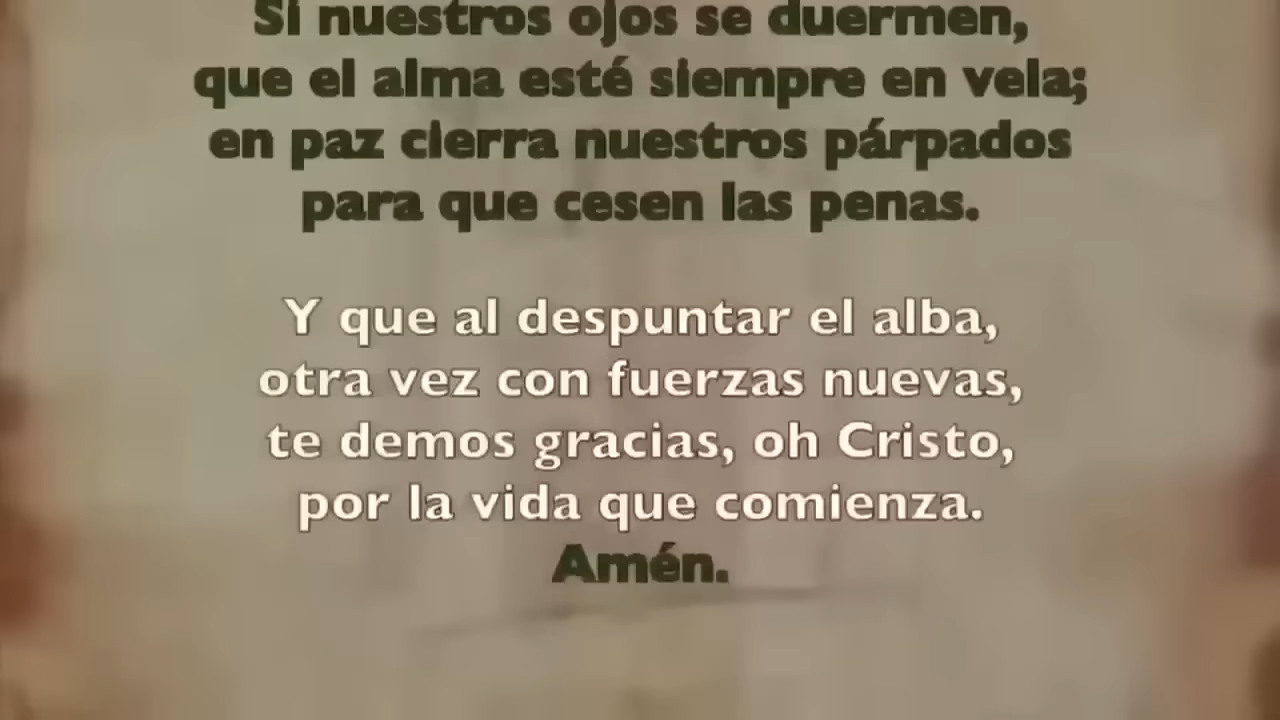 Si nuestros ojos se duermen,
que el alma esté siempre en vela;
en paz cierra nuestros párpados
para que cesen las penas.
Y que al despuntar el alba,
otra vez con fuerzas nuevas,
te demos gracias, oh Cristo,
por la vida que comienza.
Amén.